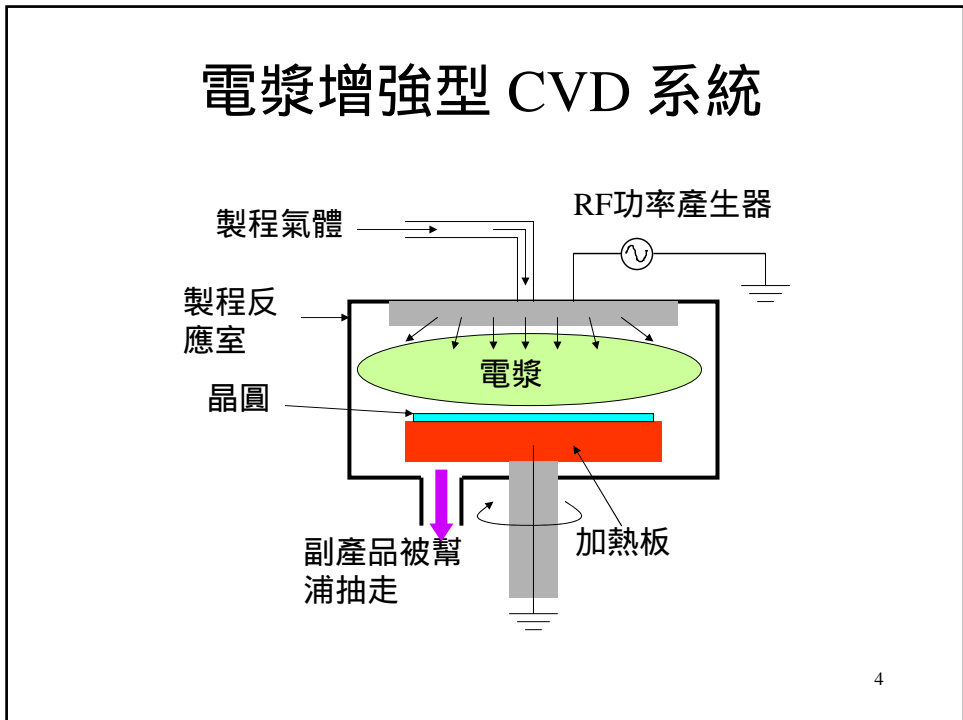 電漿增強型 CVD 系統
RF功率產生器
製程氣體
製程反
應室
電漿
晶圓
加熱板
副產品被幫
浦抽走
4